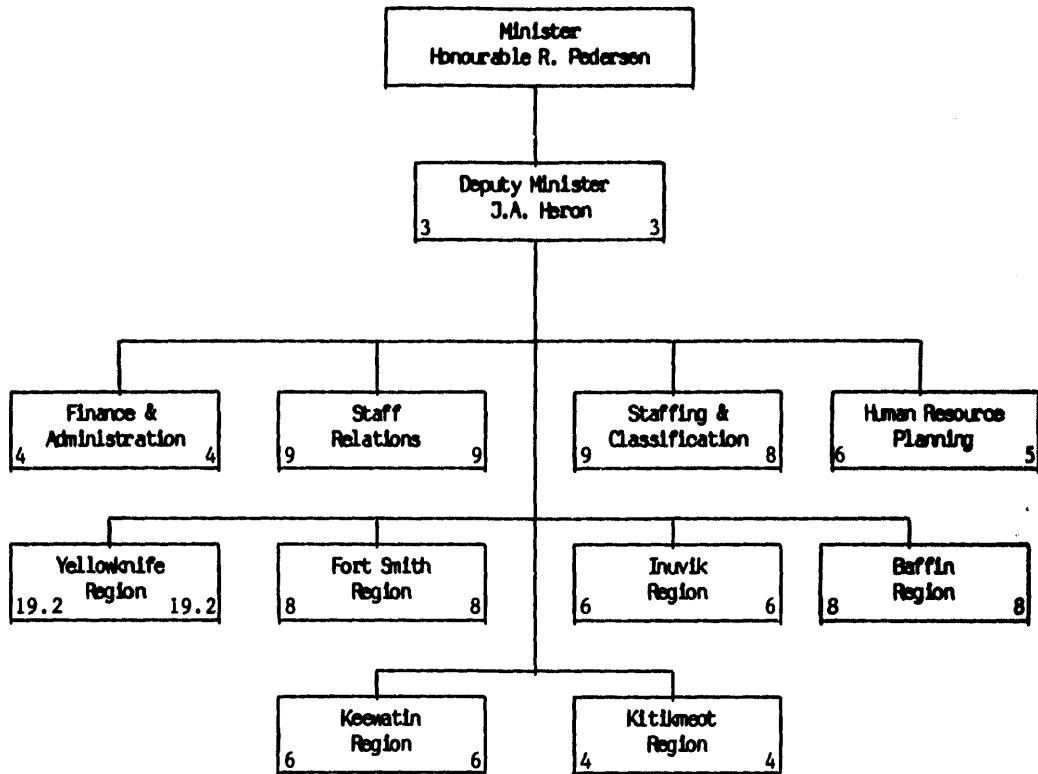 Minister
Honourable R. Pedersen
Deputy Minister
J.A. Heron
3 3
Finance &
Administration
4 4
Staff
Relations
9 9
Staffing &
Classification
9 8
Human Resource
Planning
6 5
Yellowknife
Region
19.2 19.2
Fort Smith
Region
8 8
Inuvik
Region
6 6
Baffin
Region
8 8
Keewatin
Region
6 6
Kitikmeot
Region
4 4